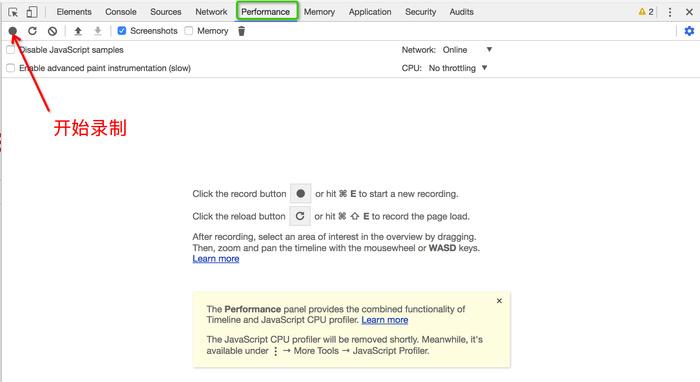 Elements Console Sources Network Performance Memory Application Security Audits 2
Screenshots Memory
Disable JavaScript samples Network: Online
Enable advanced paint instrumentation (slow) CPU: No throttling
开始录制
Click the record button or hit ⌘ E to start a new recording.
Click the reload button or hit ⌘ ⇧ E to record the page load.
After recording, select an area of interest in the overview by dragging.
Then, zoom and pan the timeline with the mousewheel or WASD keys.
Learn more
The Performance panel provides the combined functionality of
Timeline and JavaScript CPU profiler. Learn more
The JavaScript CPU profiler will be removed shortly. Meanwhile, it's
available under ⋮ → More Tools → JavaScript Profiler.